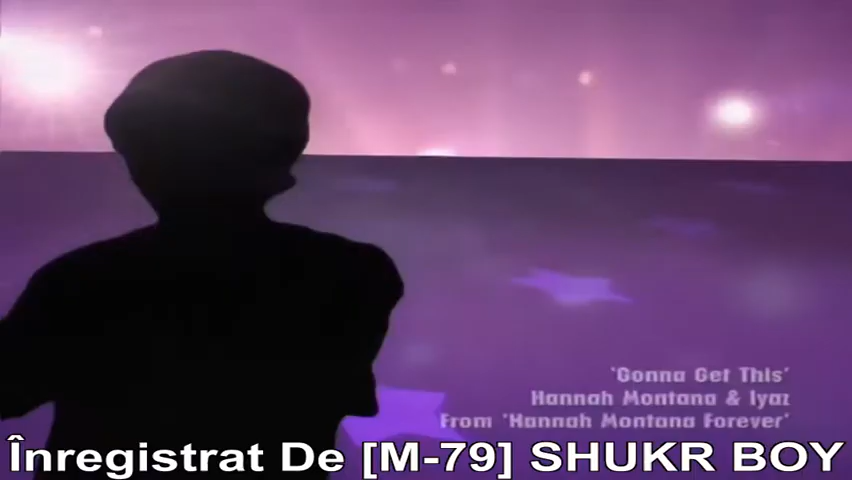 'Gonna Get This'
Hannah Montana & Iyaz
From 'Hannah Montana Forever'
Înregistrat De [M-79] SHUKR BOY